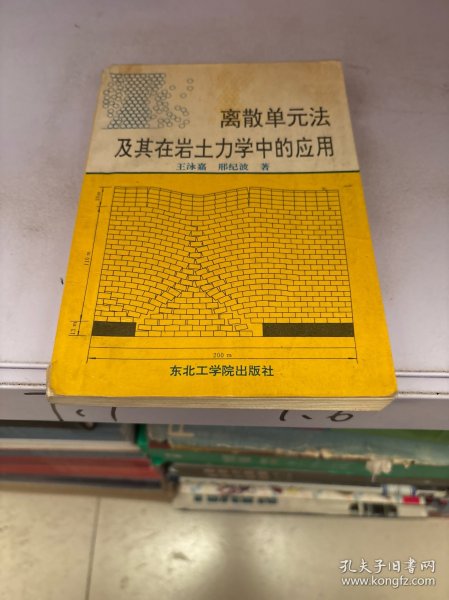 离散单元法
及其在岩土力学中的应用
王泳嘉 邢纪波 著
200 m
东北工学院出版社
孔夫子旧书网
www.kongfz.com